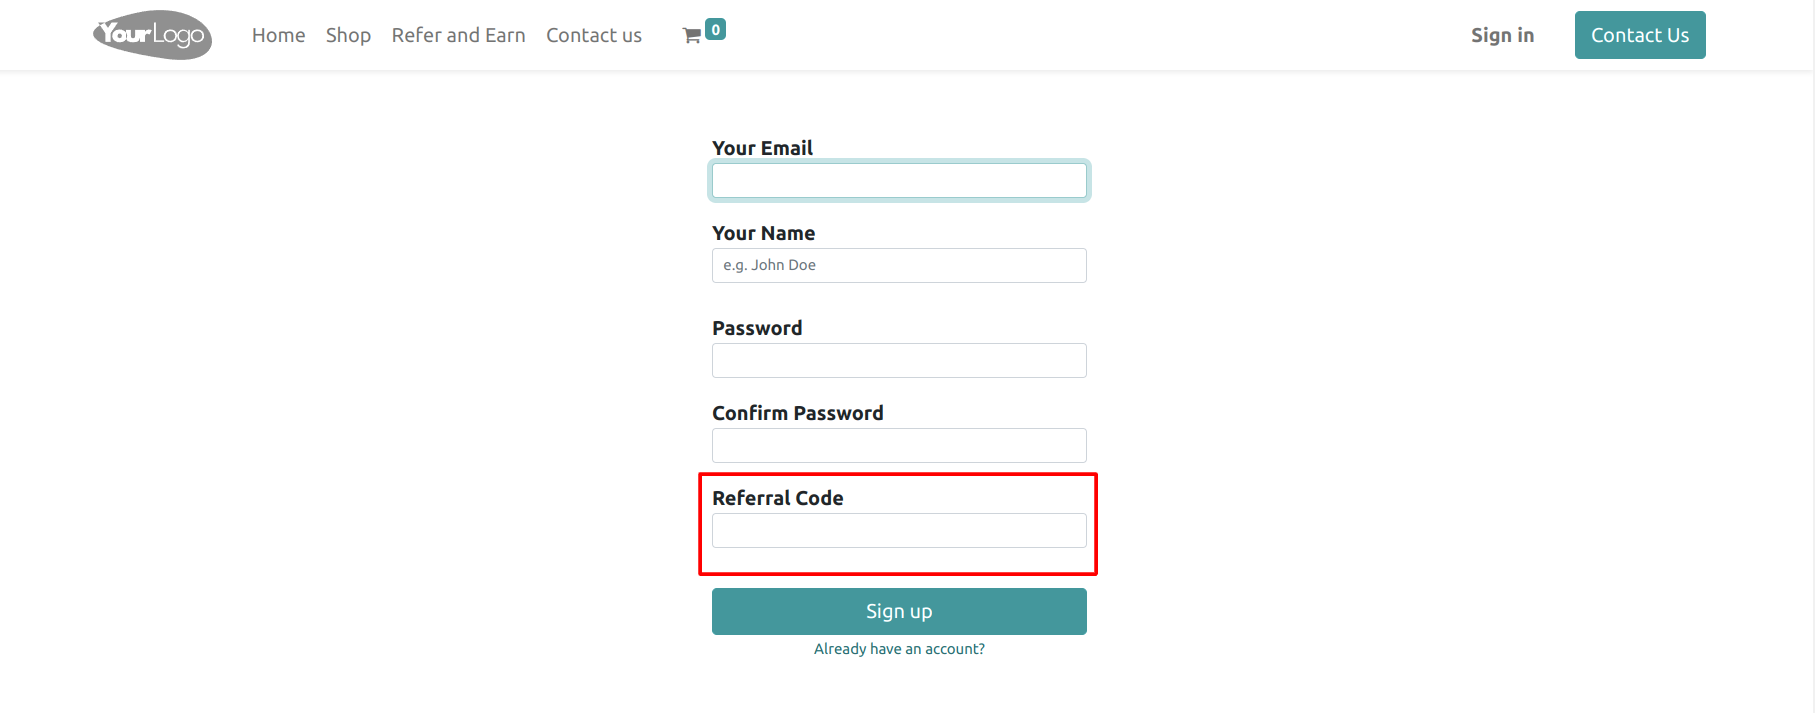 YourLogo Home Shop Refer and Earn Contact us 0 Sign in Contact Us
Your Email
Your Name
e.g. John Doe
Password
Confirm Password
Referral Code
Sign up
Already have an account?